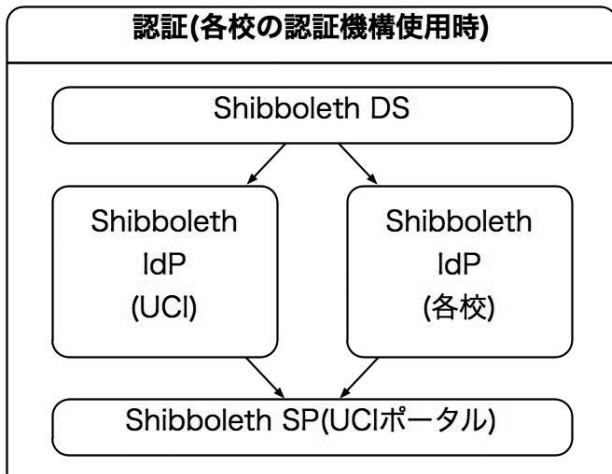 認証(各校の認証機構使用時)
Shibboleth DS
Shibboleth
IdP
(UCI)
Shibboleth
IdP
(各校)
Shibboleth SP(UCIポータル)